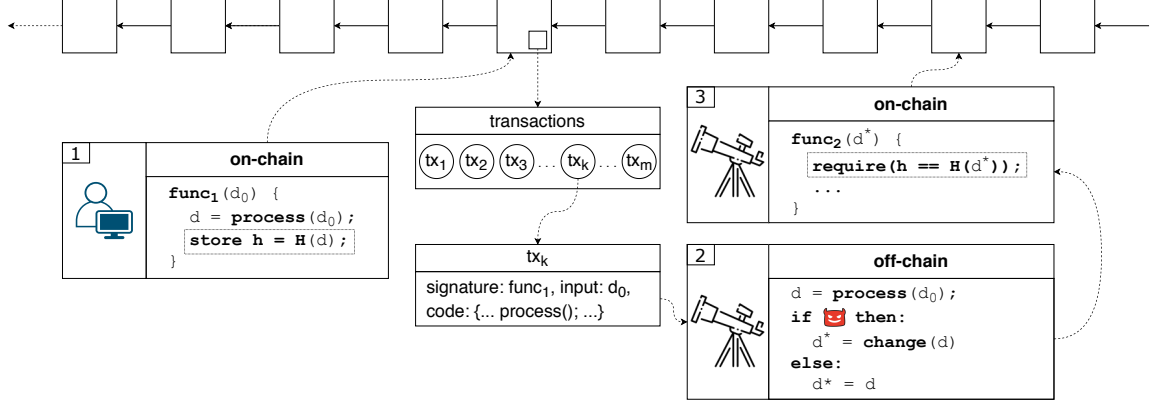 1
on-chain
func1(d0) {
d = process(d0);
store h = H(d);
}
transactions
tx1 tx2 tx3 ... txk ... txm
txk
signature: func1, input: d0,
code: {... process(); ...}
3
on-chain
func2(d*) {
require(h == H(d*));
...
}
2
off-chain
d = process(d0);
if then:
d* = change(d)
else:
d* = d